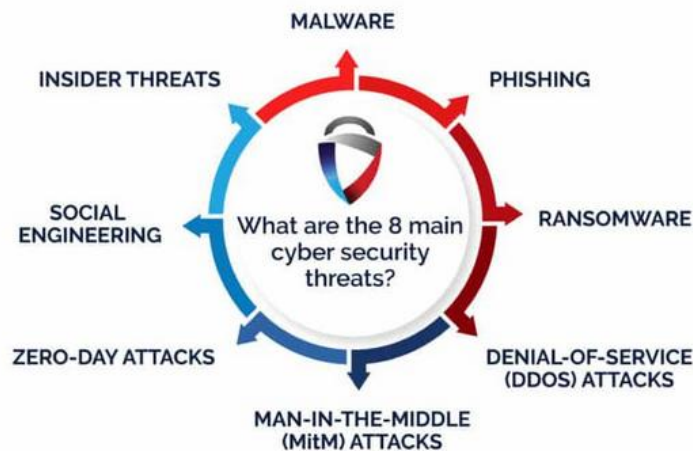 MALWARE
INSIDER THREATS
PHISHING
SOCIAL
ENGINEERING
What are the 8 main
cyber security
threats?
RANSOMWARE
ZERO-DAY ATTACKS
DENIAL-OF-SERVICE
(DDOS) ATTACKS
MAN-IN-THE-MIDDLE
(MitM) ATTACKS